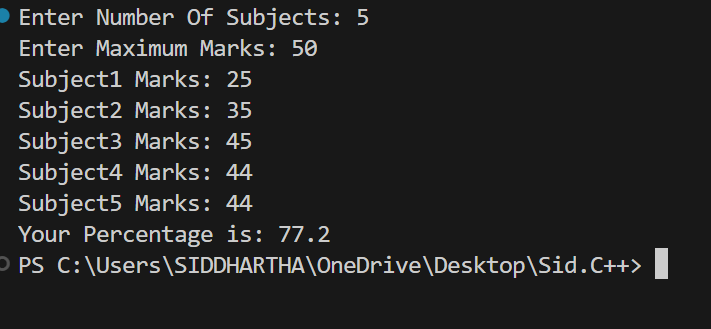 Enter Number Of Subjects: 5
Enter Maximum Marks: 50
Subject1 Marks: 25
Subject2 Marks: 35
Subject3 Marks: 45
Subject4 Marks: 44
Subject5 Marks: 44
Your Percentage is: 77.2
PS C:\Users\SIDDHARTHA\OneDrive\Desktop\Sid.C++>